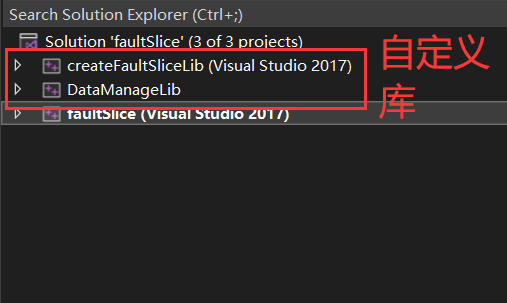 Search Solution Explorer (Ctrl+;)
Solution 'faultSlice' (3 of 3 projects)
createFaultSliceLib (Visual Studio 2017)
DataManageLib
faultSlice (Visual Studio 2017)
自定义
库